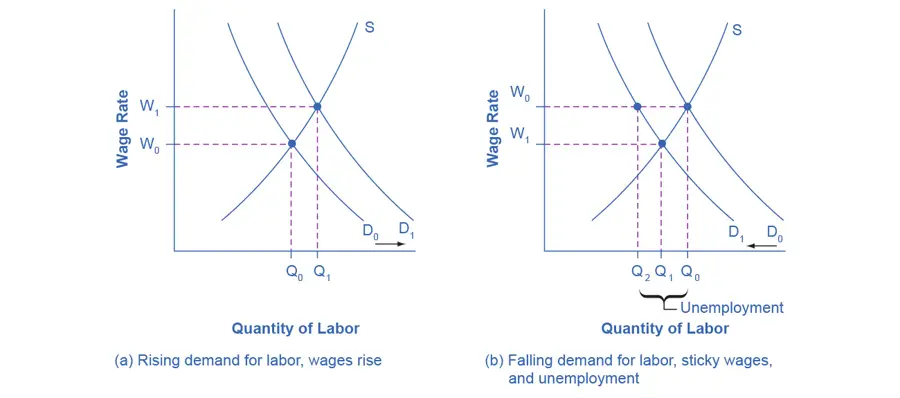 S
Wage Rate
W1
W0
D0
D1
Q0
Q1
Quantity of Labor
(a) Rising demand for labor, wages rise
S
Wage Rate
W0
W1
D1
D0
Q2
Q1
Q0
Unemployment
Quantity of Labor
(b) Falling demand for labor, sticky wages,
and unemployment